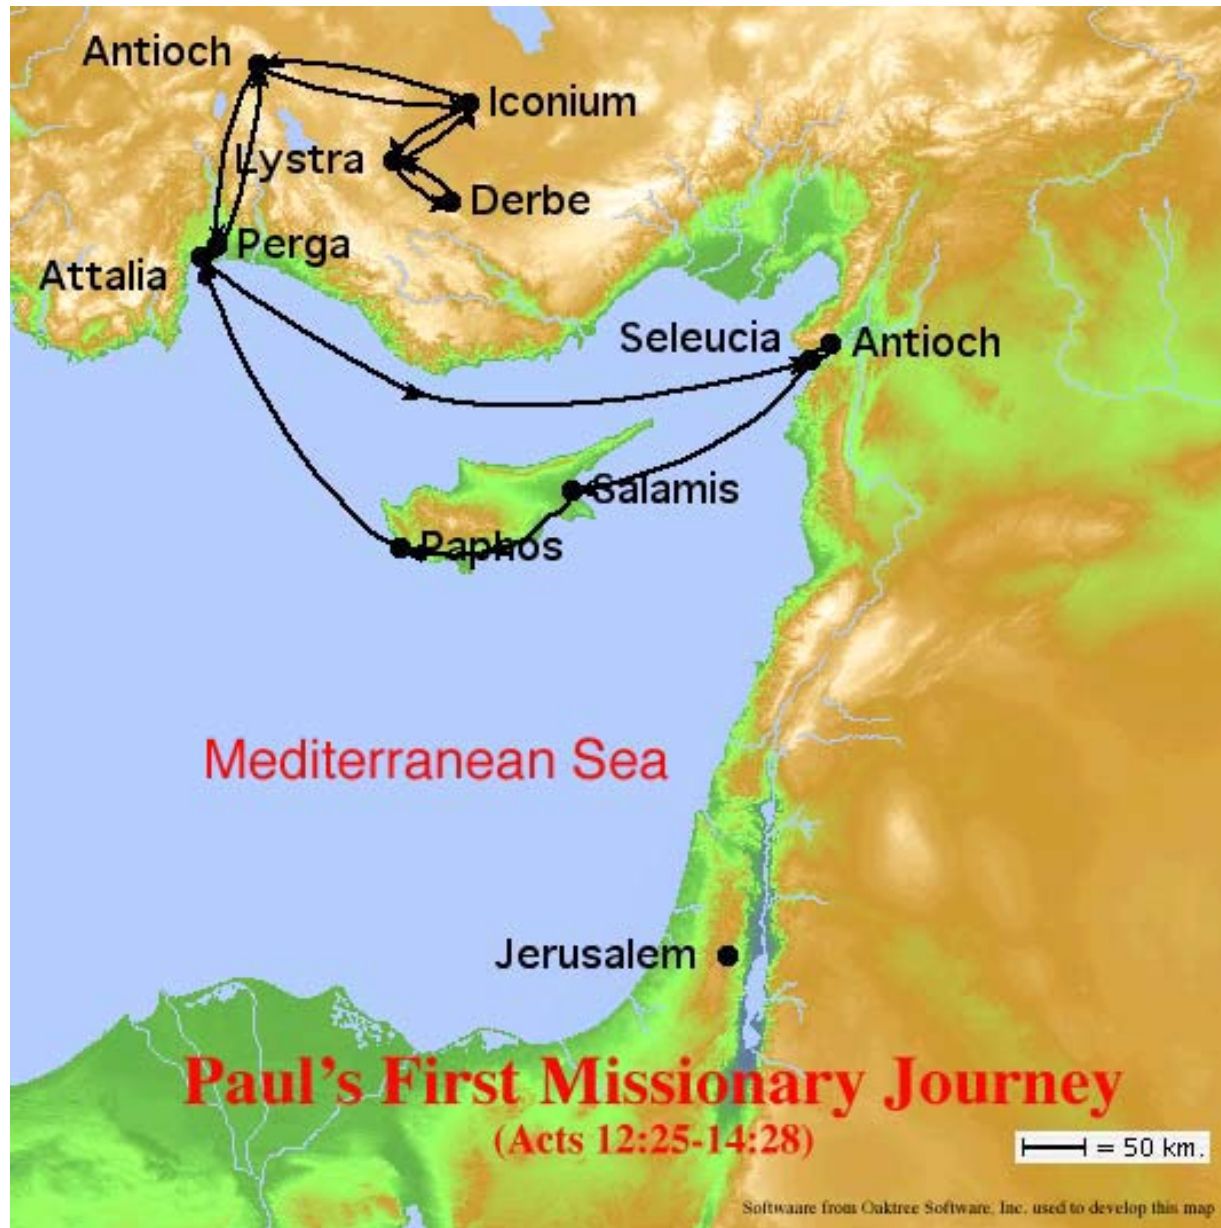 Antioch
Iconium
Lystra
Derbe
Perga
Attalia
Seleucia
Antioch
Salamis
Paphos
Mediterranean Sea
Jerusalem
Paul's First Missionary Journey
(Acts 12:25-14:28)
= 50 km.
Softwaare from Oaktree Software, Inc. used to develop this map